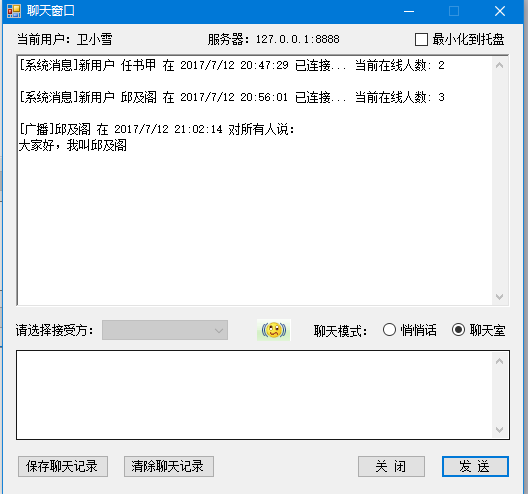 聊天窗口
当前用户：卫小雪 服务器：127.0.0.1:8888 最小化到托盘
[系统消息]新用户 任书甲 在 2017/7/12 20:47:29 已连接... 当前在线人数: 2
[系统消息]新用户 邱及阁 在 2017/7/12 20:56:01 已连接... 当前在线人数: 3
[广播]邱及阁 在 2017/7/12 21:02:14 对所有人说:
大家好，我叫邱及阁
请选择接受方： 聊天模式： 悄悄话 聊天室
保存聊天记录 清除聊天记录 关 闭 发 送